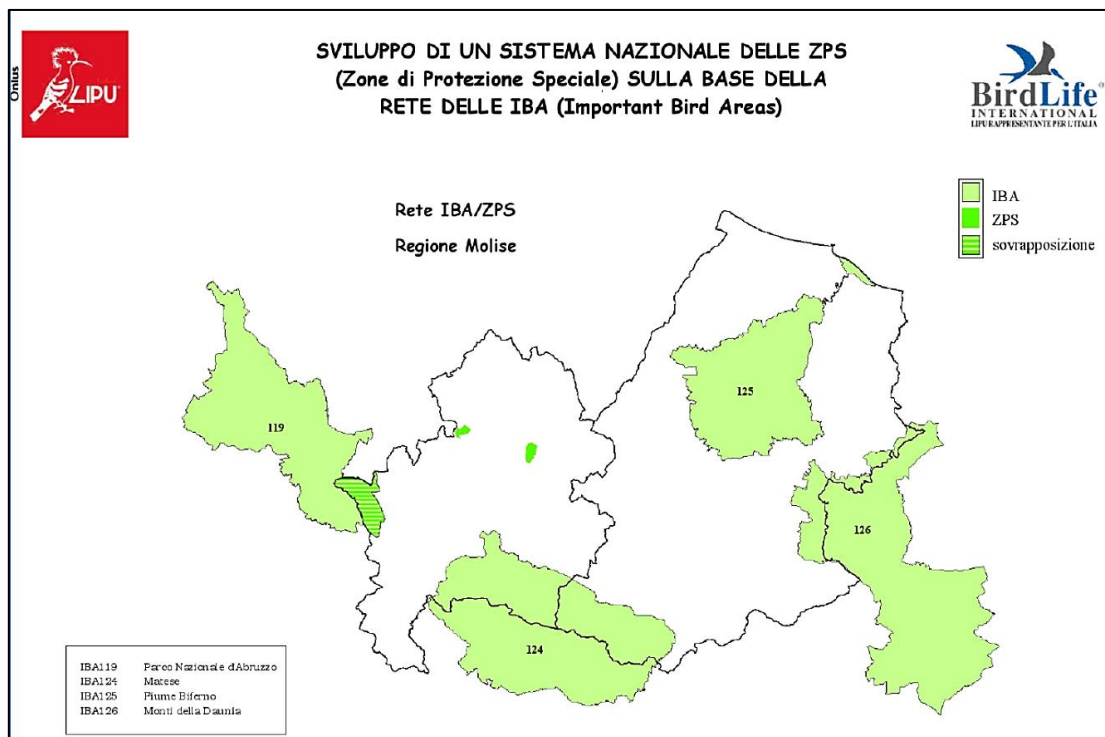 Onlus
LIPU
SVILUPPO DI UN SISTEMA NAZIONALE DELLE ZPS
(Zone di Protezione Speciale) SULLA BASE DELLA
RETE DELLE IBA (Important Bird Areas)
BirdLife
INTERNATIONAL
LIPU RAPPRESENTANTE PER L'ITALIA
Rete IBA/ZPS
Regione Molise
IBA
ZPS
sovrapposizione
125
119
126
124
IBA119 Parco Nazionale d'Abruzzo
IBA124 Matese
IBA125 Fiume Biferno
IBA126 Monti della Daunia